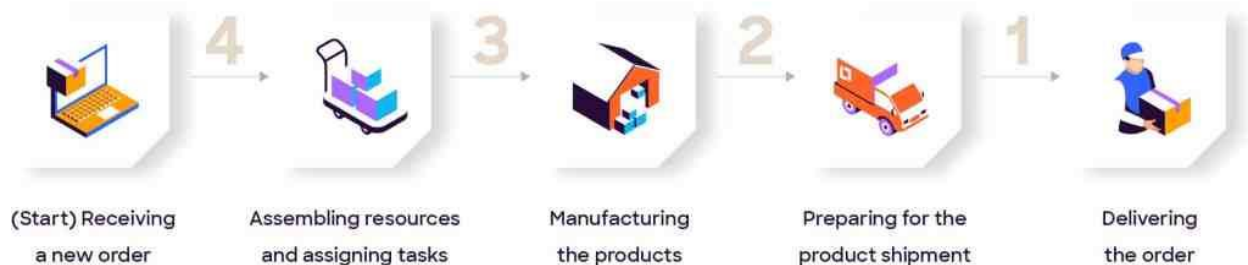 4
3
2
1
(Start) Receiving
a new order
Assembling resources
and assigning tasks
Manufacturing
the products
Preparing for the
product shipment
Delivering
the order